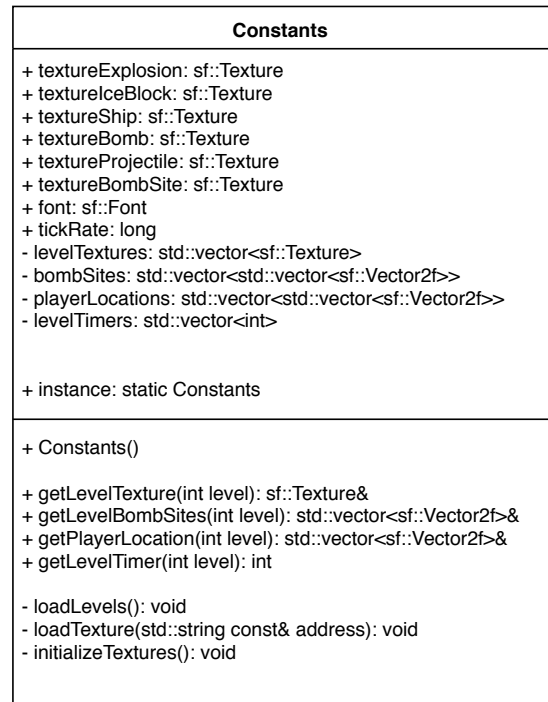 Constants
+ textureExplosion: sf::Texture
+ textureIceBlock: sf::Texture
+ textureShip: sf::Texture
+ textureBomb: sf::Texture
+ textureProjectile: sf::Texture
+ textureBombSite: sf::Texture
+ font: sf::Font
+ tickRate: long
- levelTextures: std::vector<sf::Texture>
- bombSites: std::vector<std::vector<sf::Vector2f>>
- playerLocations: std::vector<std::vector<sf::Vector2f>>
- levelTimers: std::vector<int>
+ instance: static Constants
+ Constants()
+ getLevelTexture(int level): sf::Texture&
+ getLevelBombSites(int level): std::vector<sf::Vector2f>&
+ getPlayerLocation(int level): std::vector<sf::Vector2f>&
+ getLevelTimer(int level): int
- loadLevels(): void
- loadTexture(std::string const& address): void
- initializeTextures(): void